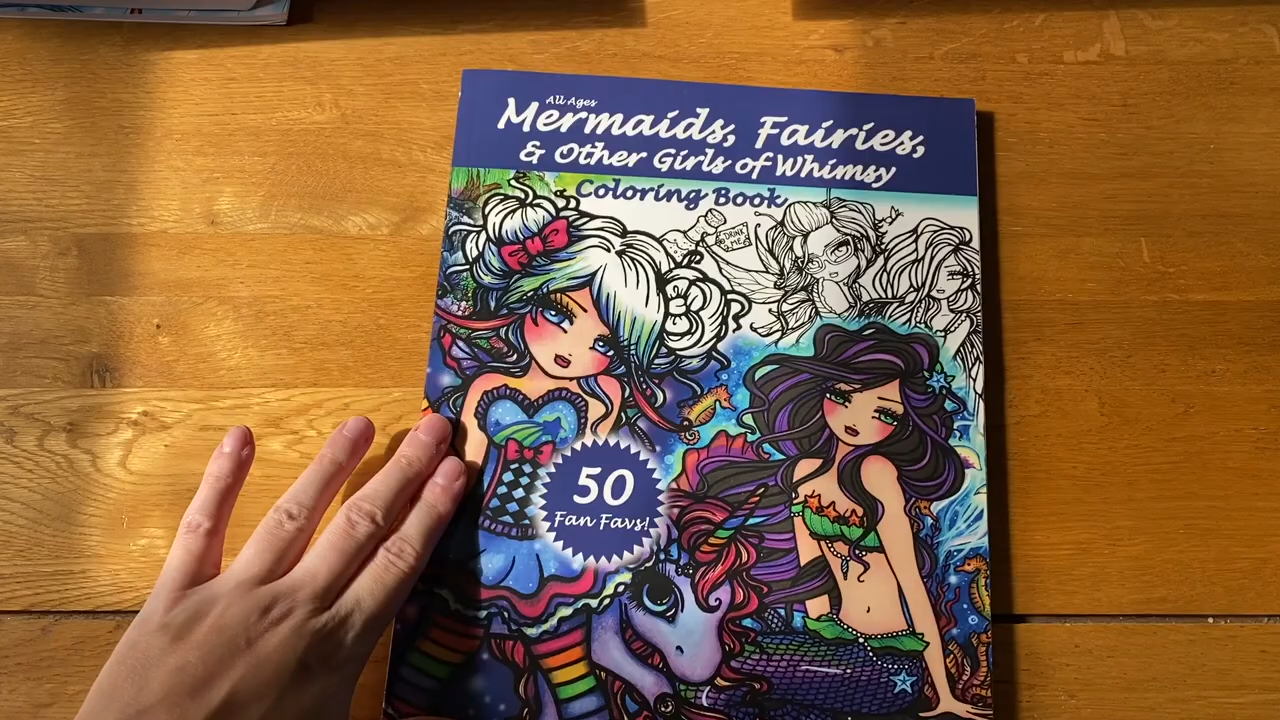 All Ages
Mermaids, Fairies,
& Other Girls of Whimsy
Coloring Book
DRINK
ME
50
Fan Favs!